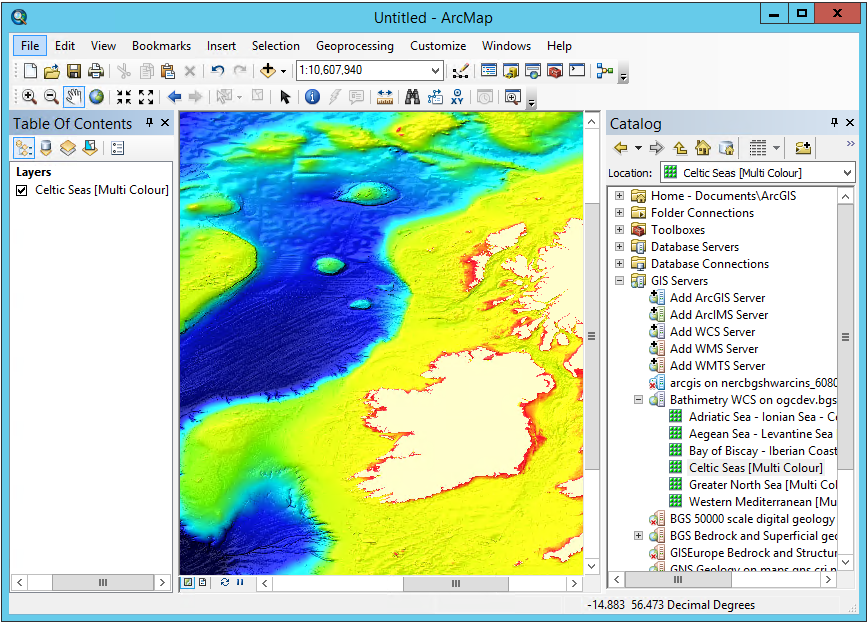 Untitled - ArcMap
File Edit View Bookmarks Insert Selection Geoprocessing Customize Windows Help
1:10,607,940
Table Of Contents
Layers
Celtic Seas [Multi Colour]
Catalog
Location: Celtic Seas [Multi Colour]
Home - Documents\ArcGIS
Folder Connections
Toolboxes
Database Servers
Database Connections
GIS Servers
Add ArcGIS Server
Add ArcIMS Server
Add WCS Server
Add WMS Server
Add WMTS Server
arcgis on nercbgshwarcins_6080
Bathimetry WCS on ogcdev.bgs
Adriatic Sea - Ionian Sea - C
Aegean Sea - Levantine Sea
Bay of Biscay - Iberian Coast
Celtic Seas [Multi Colour]
Greater North Sea [Multi Col
Western Mediterranean [Mu
BGS 50000 scale digital geology
BGS Bedrock and Superficial geo
GISEurope Bedrock and Structur
GNS Geology on maps.gns.cri.n
-14.883 56.473 Decimal Degrees